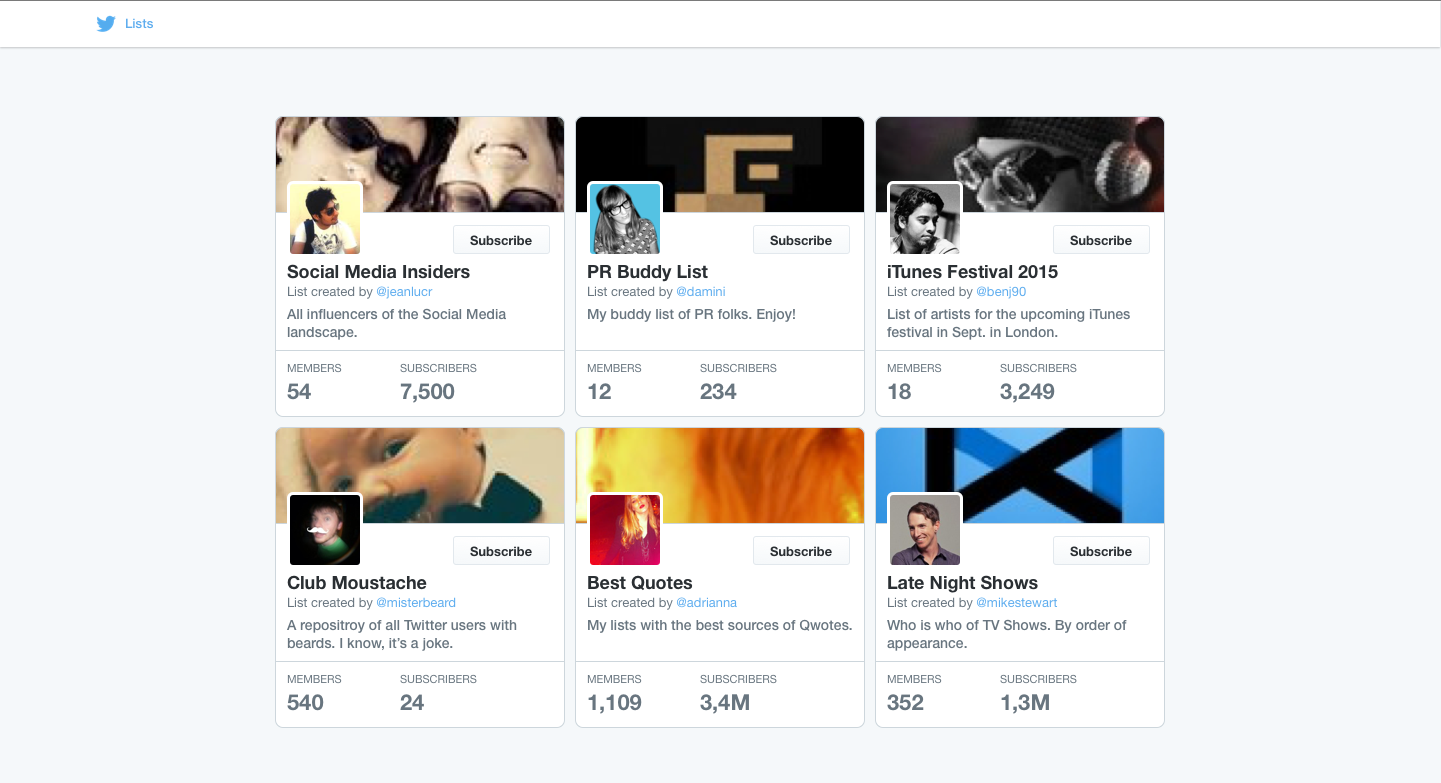 Lists
Subscribe
Social Media Insiders
List created by @jeanlucr
All influencers of the Social Media
landscape.
MEMBERS SUBSCRIBERS
54 7,500
Subscribe
PR Buddy List
List created by @damini
My buddy list of PR folks. Enjoy!
MEMBERS SUBSCRIBERS
12 234
Subscribe
iTunes Festival 2015
List created by @benj90
List of artists for the upcoming iTunes
festival in Sept. in London.
MEMBERS SUBSCRIBERS
18 3,249
Subscribe
Club Moustache
List created by @misterbeard
A repositroy of all Twitter users with
beards. I know, it’s a joke.
MEMBERS SUBSCRIBERS
540 24
Subscribe
Best Quotes
List created by @adrianna
My lists with the best sources of Qwotes.
MEMBERS SUBSCRIBERS
1,109 3,4M
Subscribe
Late Night Shows
List created by @mikestewart
Who is who of TV Shows. By order of
appearance.
MEMBERS SUBSCRIBERS
352 1,3M